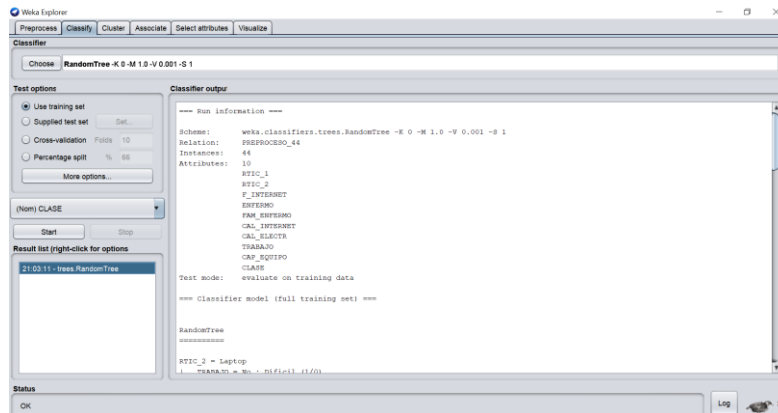 Weka Explorer
Preprocess Classify Cluster Associate Select attributes Visualize
Classifier
Choose RandomTree -K 0 -M 1.0 -V 0.001 -S 1
Test options
Use training set
Supplied test set Set...
Cross-validation Folds 10
Percentage split % 66
More options...
(Nom) CLASE
Start Stop
Result list (right-click for options
21:03:11 - trees.RandomTree
Classifier output
=== Run information ===
Scheme: weka.classifiers.trees.RandomTree -K 0 -M 1.0 -V 0.001 -S 1
Relation: PREPROCESO_44
Instances: 44
Attributes: 10
RTIC_1
RTIC_2
F_INTERNET
ENFERMO
FAM_ENFERMO
CAL_INTERNET
CAL_ELECTR
TRABAJO
CAP_EQUIPO
CLASE
Test mode: evaluate on training data
=== Classifier model (full training set) ===
RandomTree
==========
RTIC_2 = Laptop
| TRABAJO = No : Dificil (1/0)
Status
OK
Log